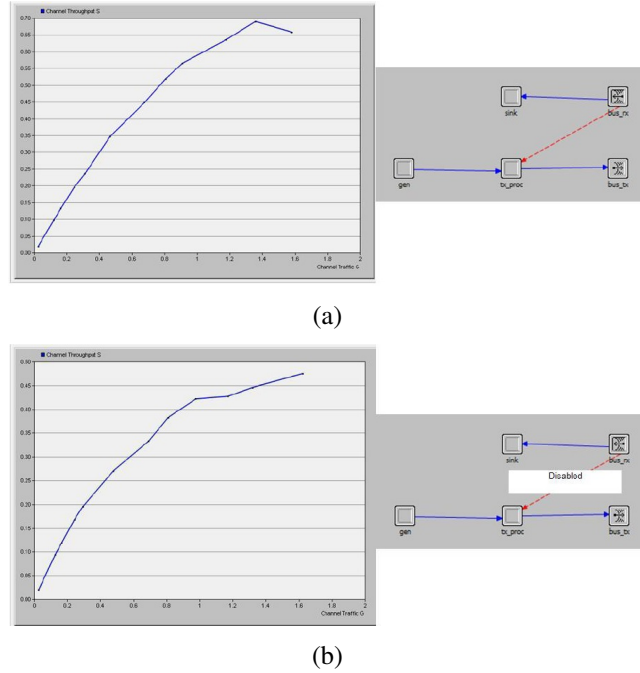 Channel Throughput S
0.70
0.65
0.60
0.55
0.50
0.45
0.40
0.35
0.30
0.25
0.20
0.15
0.10
0.05
0.00
0
0.2
0.4
0.6
0.8
1
1.2
1.4
1.6
1.8
2
Channel Traffic G
sink
bus_rx
gen
tx_proc
bus_tx
(a)
Channel Throughput S
0.50
0.45
0.40
0.35
0.30
0.25
0.20
0.15
0.10
0.05
0.00
0
0.2
0.4
0.6
0.8
1
1.2
1.4
1.6
1.8
2
Channel Traffic G
sink
bus_rx
Disabled
gen
tx_proc
bus_tx
(b)